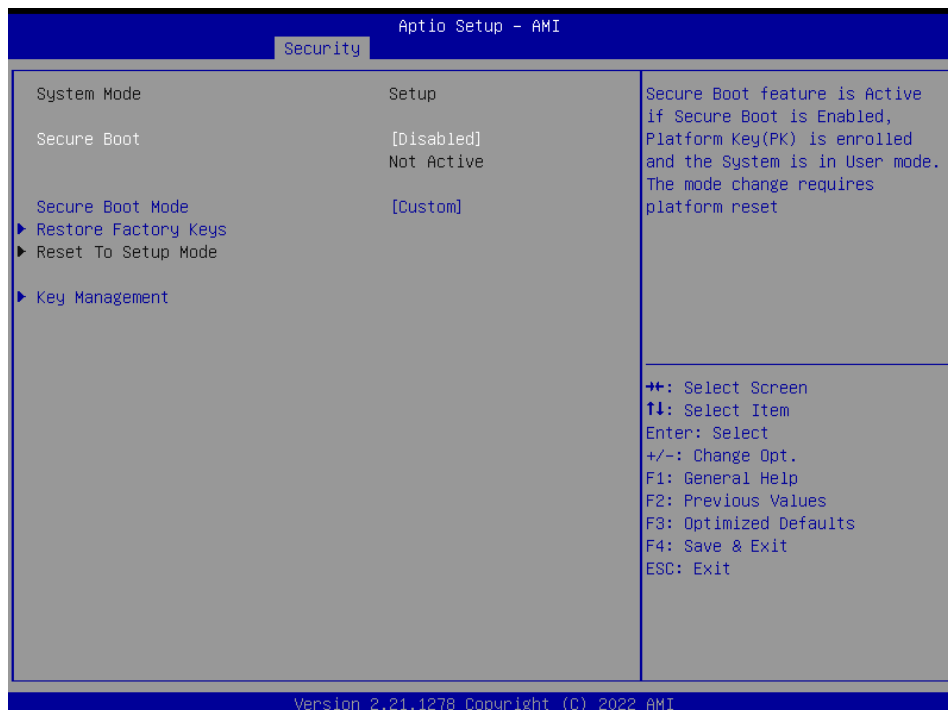 Aptio Setup – AMI
Security
System Mode Setup
Secure Boot [Disabled]
Not Active
Secure Boot Mode [Custom]
Restore Factory Keys
Reset To Setup Mode
Key Management
Secure Boot feature is Active
if Secure Boot is Enabled,
Platform Key(PK) is enrolled
and the System is in User mode.
The mode change requires
platform reset
→←: Select Screen
↑↓: Select Item
Enter: Select
+/-: Change Opt.
F1: General Help
F2: Previous Values
F3: Optimized Defaults
F4: Save & Exit
ESC: Exit
Version 2.21.1278 Copyright (C) 2022 AMI